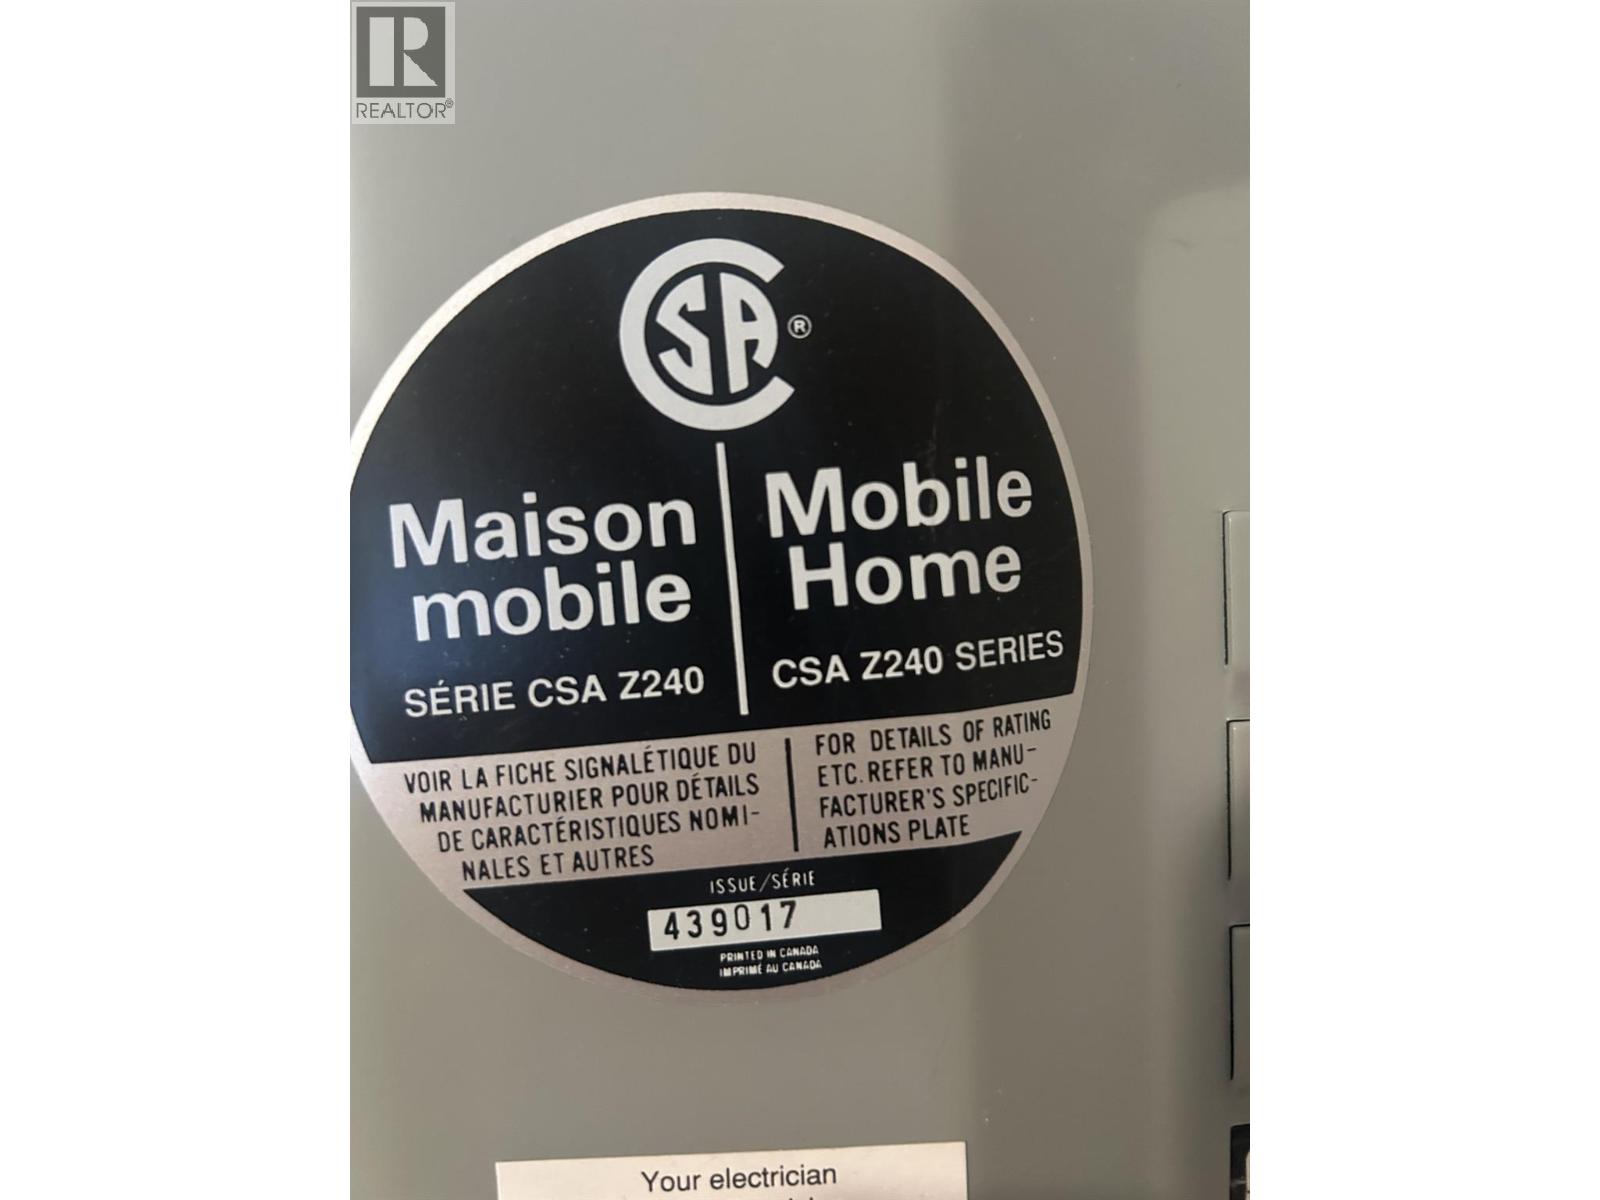 REALTOR®
CSA ®
Maison
mobile
SÉRIE CSA Z240
Mobile
Home
CSA Z240 SERIES
VOIR LA FICHE SIGNALÉTIQUE DU
MANUFACTURIER POUR DÉTAILS
DE CARACTÉRISTIQUES NOMI-
NALES ET AUTRES
FOR DETAILS OF RATING
ETC. REFER TO MANU-
FACTURER'S SPECIFIC-
ATIONS PLATE
ISSUE/SÉRIE
439017
PRINTED IN CANADA
IMPRIMÉ AU CANADA
Your electrician